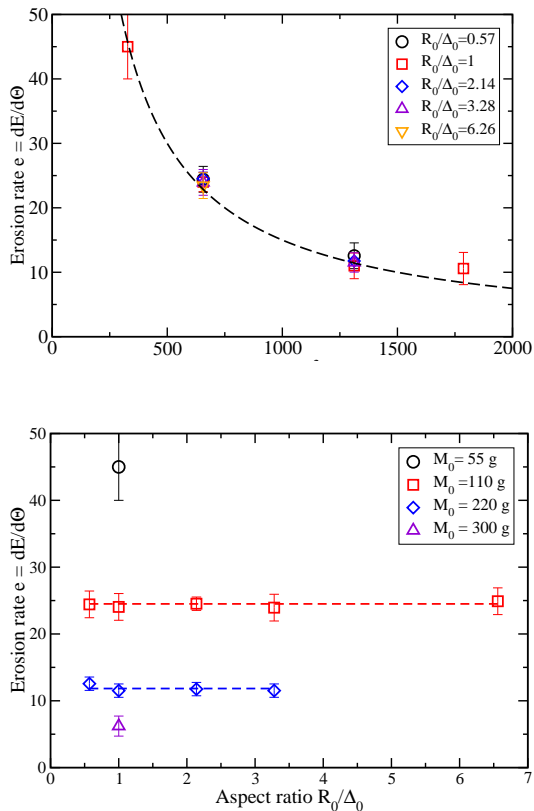 50
40
30
20
10
0
Erosion rate e = dE/dΘ
R₀/Δ₀=0.57
R₀/Δ₀=1
R₀/Δ₀=2.14
R₀/Δ₀=3.28
R₀/Δ₀=6.26
0 500 1000 1500 2000
50
40
30
20
10
0
Erosion rate e = dE/dΘ
M₀= 55 g
M₀=110 g
M₀ = 220 g
M₀ = 300 g
0 1 2 3 4 5 6 7
Aspect ratio R₀/Δ₀